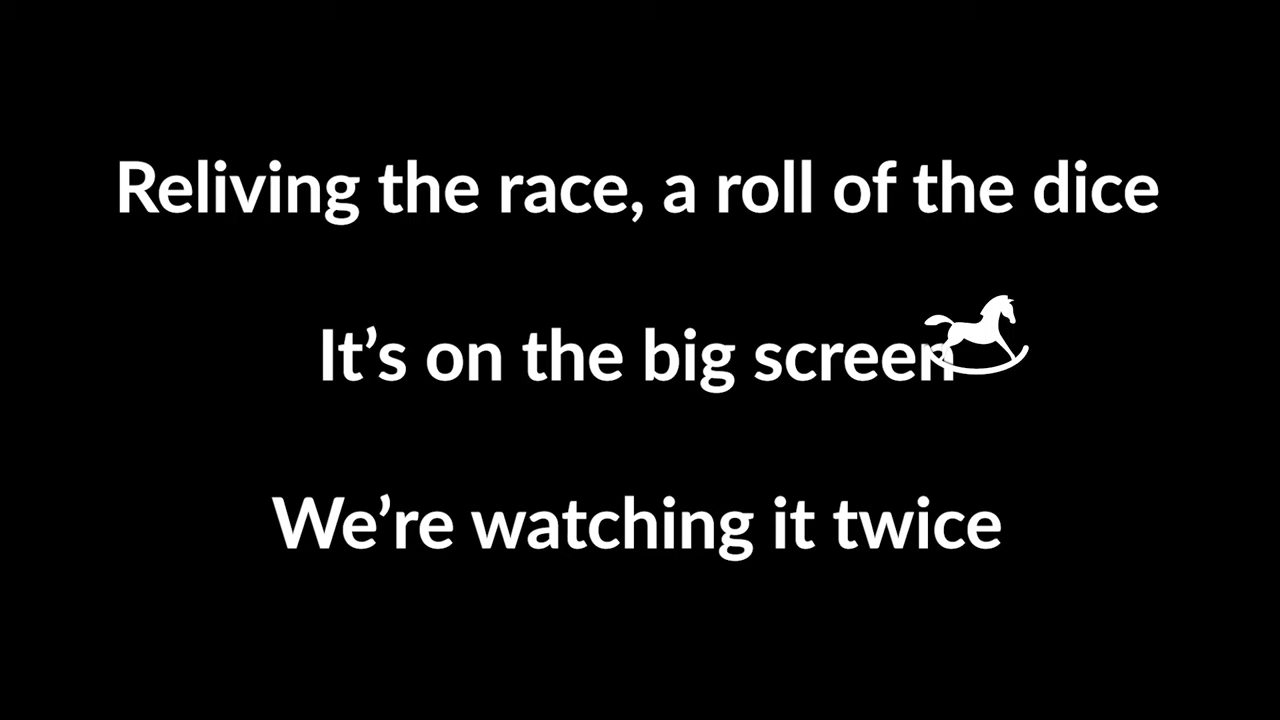 Reliving the race, a roll of the dice
It’s on the big screen
We’re watching it twice